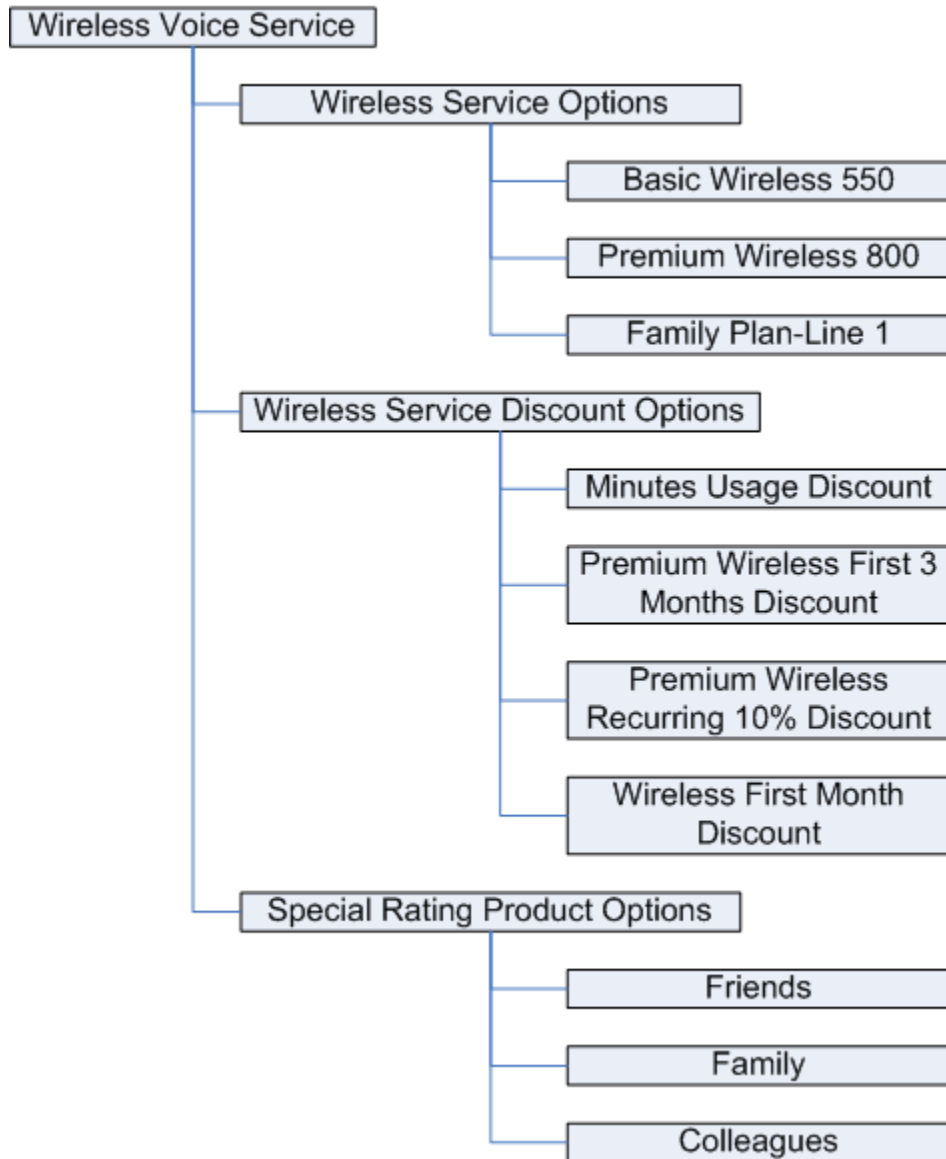 Wireless Voice Service
Wireless Service Options
Basic Wireless 550
Premium Wireless 800
Family Plan-Line 1
Wireless Service Discount Options
Minutes Usage Discount
Premium Wireless First 3
Months Discount
Premium Wireless
Recurring 10% Discount
Wireless First Month
Discount
Special Rating Product Options
Friends
Family
Colleagues